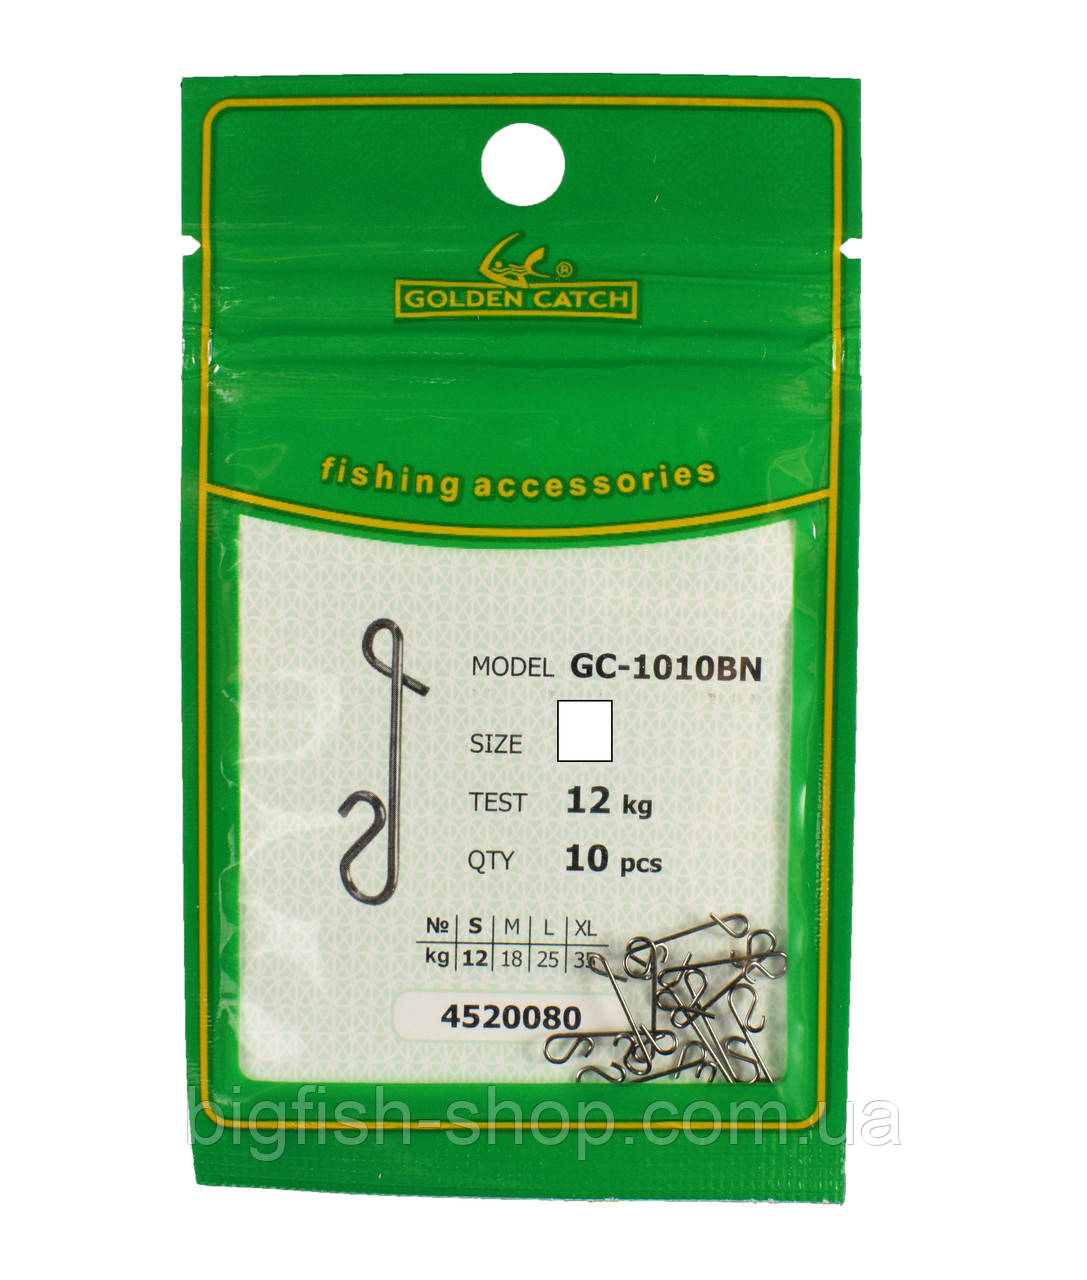 ®
GOLDEN CATCH
fishing accessories
MODEL GC-1010BN
SIZE
TEST 12 kg
QTY 10 pcs
№ S M L XL
kg 12 18 25 35
4520080
bigfish-shop.com.ua